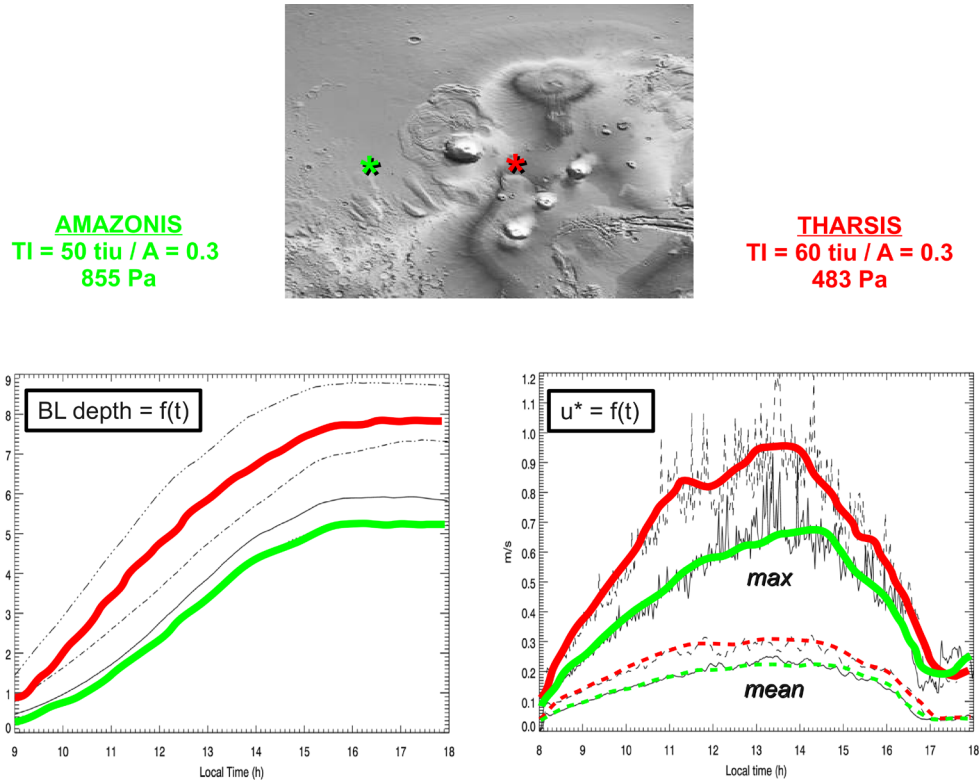 AMAZONIS
TI = 50 tiu / A = 0.3
855 Pa
*
*
THARSIS
TI = 60 tiu / A = 0.3
483 Pa
BL depth = f(t)
9
8
7
6
5
4
3
2
1
0
9 10 11 12 13 14 15 16 17 18
Local Time (h)
u* = f(t)
m/s
1.2
1.1
1.0
0.9
0.8
0.7
0.6
0.5
0.4
0.3
0.2
0.1
0.0
max
mean
8 9 10 11 12 13 14 15 16 17 18
Local time (h)